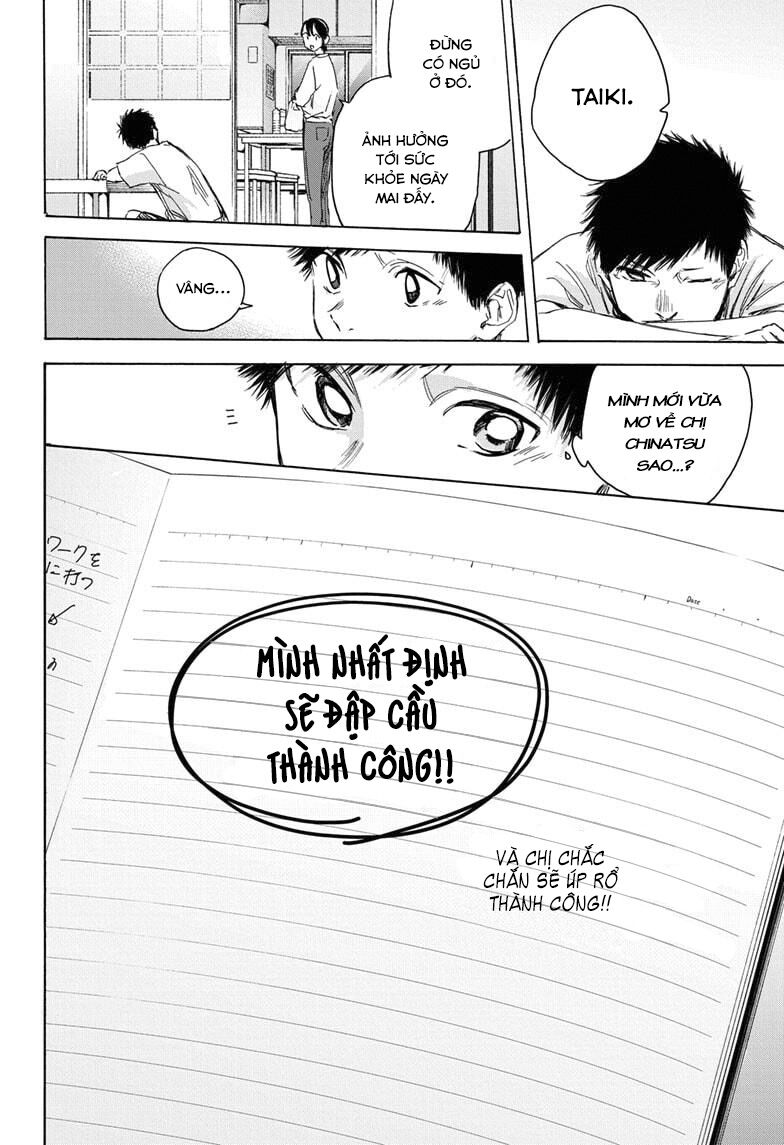 TAIKI.
ĐỪNG
CÓ NGỦ
Ở ĐÓ.
ẢNH HƯỞNG
TỚI SỨC
KHỎE NGÀY
MAI ĐẤY.
VÂNG...
MÌNH MỚI VỪA
MƠ VỀ CHỊ
CHINATSU
SAO...?
ワークを
に打つ
Date
MÌNH NHẤT ĐỊNH
SẼ ĐẬP CẦU
THÀNH CÔNG!!
VÀ CHỊ CHẮC
CHẮN SẼ ÚP RỔ
THÀNH CÔNG!!